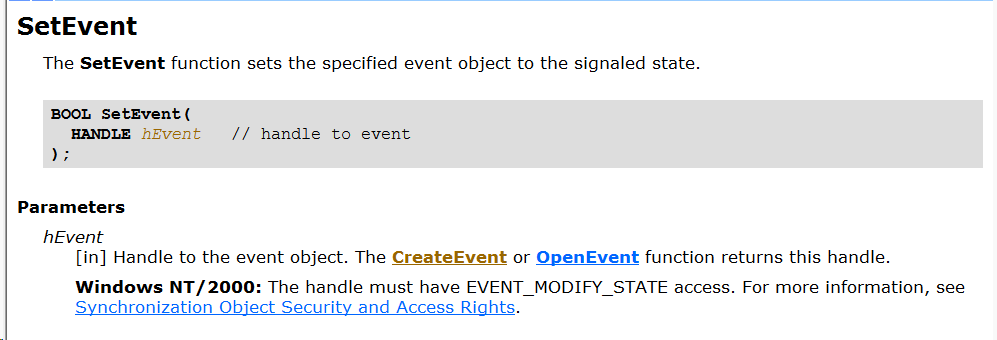 SetEvent
The SetEvent function sets the specified event object to the signaled state.
BOOL SetEvent(
  HANDLE hEvent   // handle to event
);
Parameters
hEvent
[in] Handle to the event object. The CreateEvent or OpenEvent function returns this handle.
Windows NT/2000: The handle must have EVENT_MODIFY_STATE access. For more information, see
Synchronization Object Security and Access Rights.